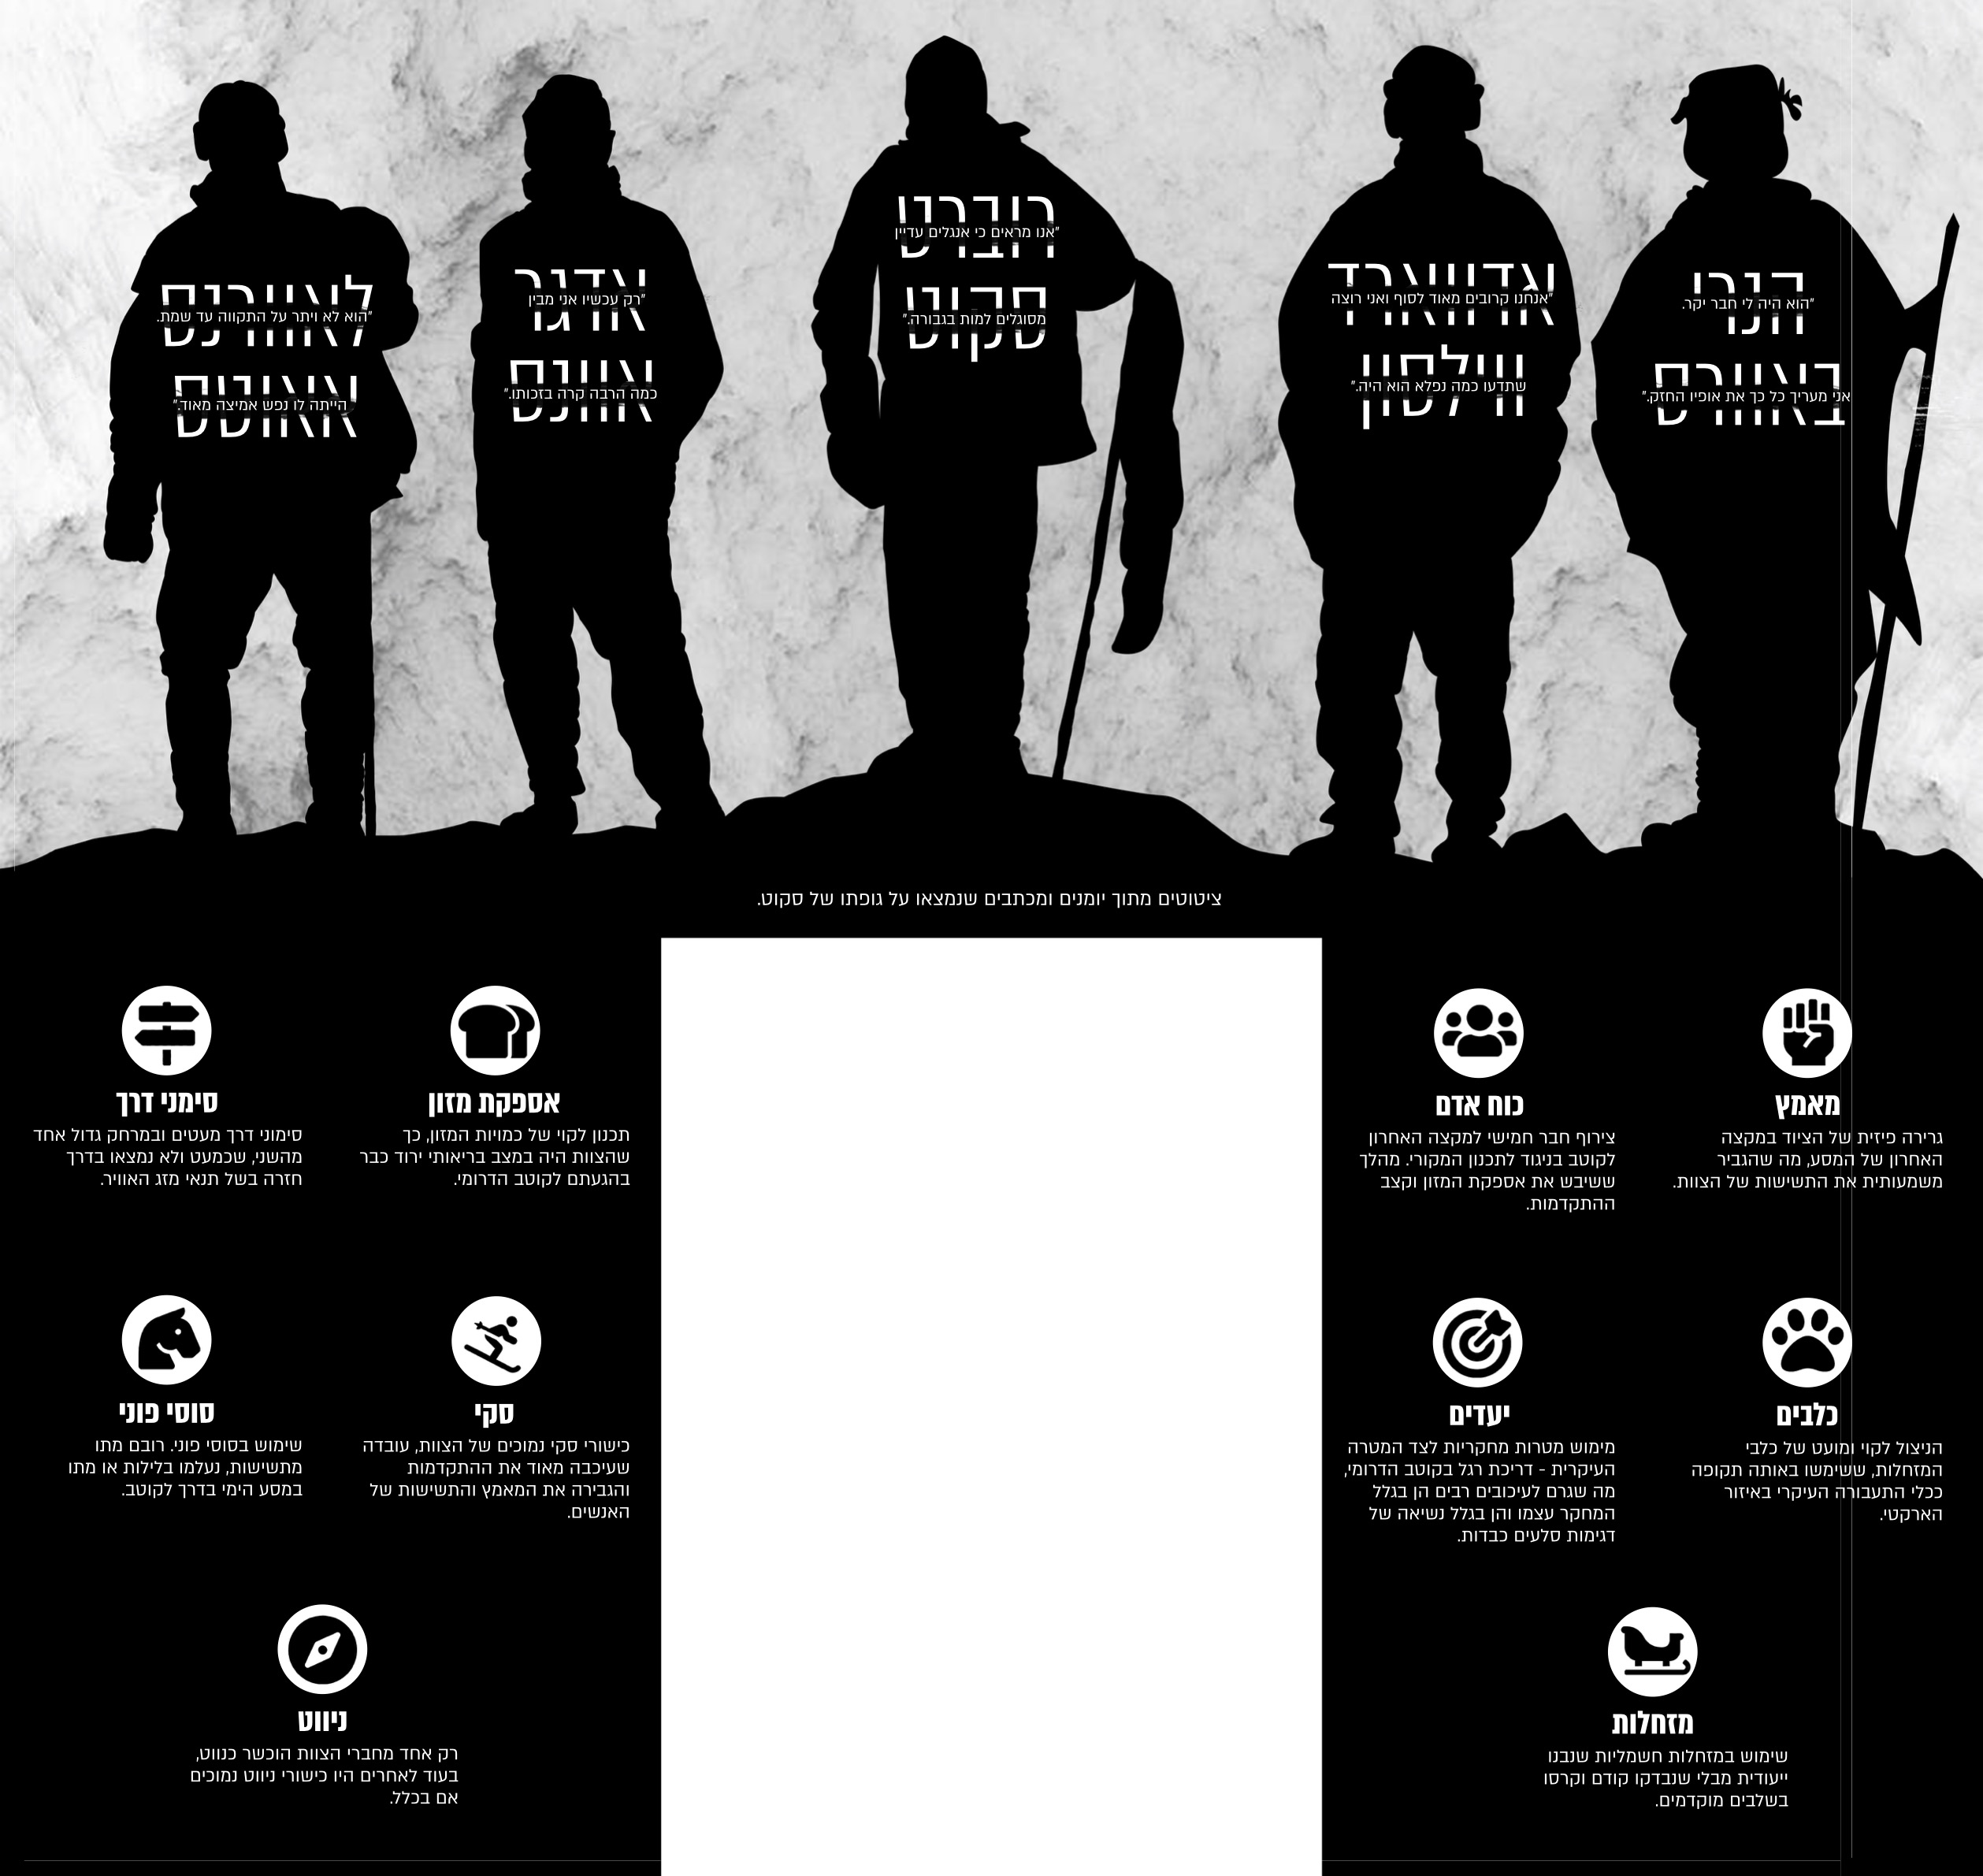 הנרי
"הוא היה לי חבר יקר.
באוורס
אני מעריך כל כך את אופיו החזק."
אדווארד
"אנחנו קרובים מאוד לסוף ואני רוצה
ווילסון
שתדעו כמה נפלא הוא היה."
רוברט
"אנו מראים כי אנגלים עדיין
סקוט
מסוגלים למות בגבורה."
אדגר
"רק עכשיו אני מבין
אוונס
כמה הרבה קרה בזכותו."
לאוורנס
"הוא לא ויתר על התקווה עד שמת.
אואטס
הייתה לו נפש אמיצה מאוד."
ציטוטים מתוך יומנים ומכתבים שנמצאו על גופתו של סקוט.
מאמץ
גרירה פיזית של הציוד במקצה
האחרון של המסע, מה שהגביר
משמעותית את התשישות של הצוות.
כוח אדם
צירוף חבר חמישי למקצה האחרון
לקוטב בניגוד לתכנון המקורי. מהלך
ששיבש את אספקת המזון וקצב
ההתקדמות.
כלבים
הניצול לקוי ומועט של כלבי
המזחלות, ששימשו באותה תקופה
ככלי התעבורה העיקרי באיזור
הארקטי.
יעדים
מימוש מטרות מחקריות לצד המטרה
העיקרית - דריכת רגל בקוטב הדרומי,
מה שגרם לעיכובים רבים הן בגלל
המחקר עצמו והן בגלל נשיאה של
דגימות סלעים כבדות.
מזחלות
שימוש במזחלות חשמליות שנבנו
ייעודית מבלי שנבדקו קודם וקרסו
בשלבים מוקדמים.
אספקת מזון
תכנון לקוי של כמויות המזון, כך
שהצוות היה במצב בריאותי ירוד כבר
בהגעתם לקוטב הדרומי.
סימני דרך
סימוני דרך מעטים ובמרחק גדול אחד
מהשני, שכמעט ולא נמצאו בדרך
חזרה בשל תנאי מזג האוויר.
סקי
כישורי סקי נמוכים של הצוות, עובדה
שעיכבה מאוד את ההתקדמות
והגבירה את המאמץ והתשישות של
האנשים.
סוסי פוני
שימוש בסוסי פוני. רובם מתו
מתשישות, נעלמו בלילות או מתו
במסע הימי בדרך לקוטב.
ניווט
רק אחד מחברי הצוות הוכשר כנווט,
בעוד לאחרים היו כישורי ניווט נמוכים
אם בכלל.